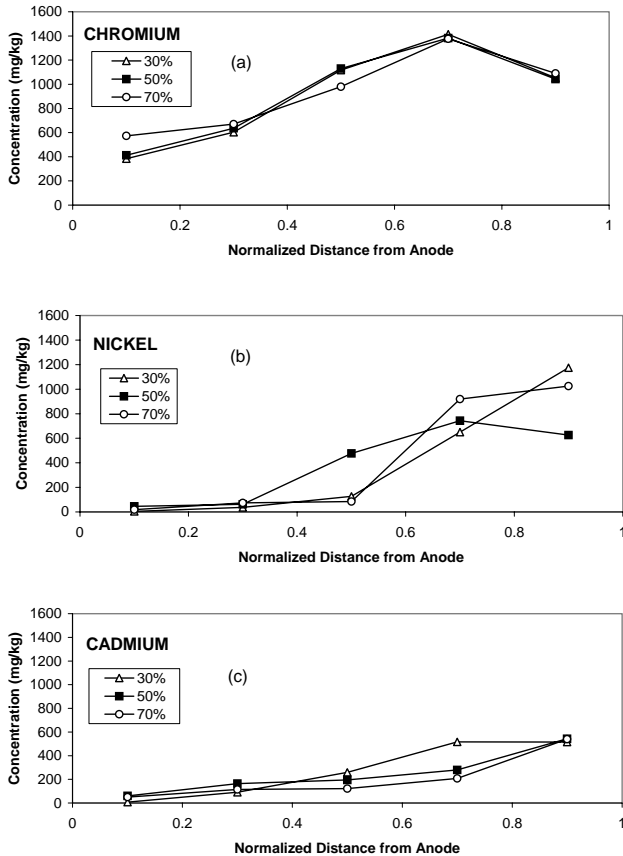 CHROMIUM
(a)
30%
50%
70%
Concentration (mg/kg)
1600
1400
1200
1000
800
600
400
200
0
0 0.2 0.4 0.6 0.8 1
Normalized Distance from Anode
NICKEL
(b)
30%
50%
70%
Concentration (mg/kg)
1600
1400
1200
1000
800
600
400
200
0
0 0.2 0.4 0.6 0.8 1
Normalized Distance from Anode
CADMIUM
(c)
30%
50%
70%
Concentration (mg/kg)
1600
1400
1200
1000
800
600
400
200
0
0 0.2 0.4 0.6 0.8 1
Normalized Distance from Anode